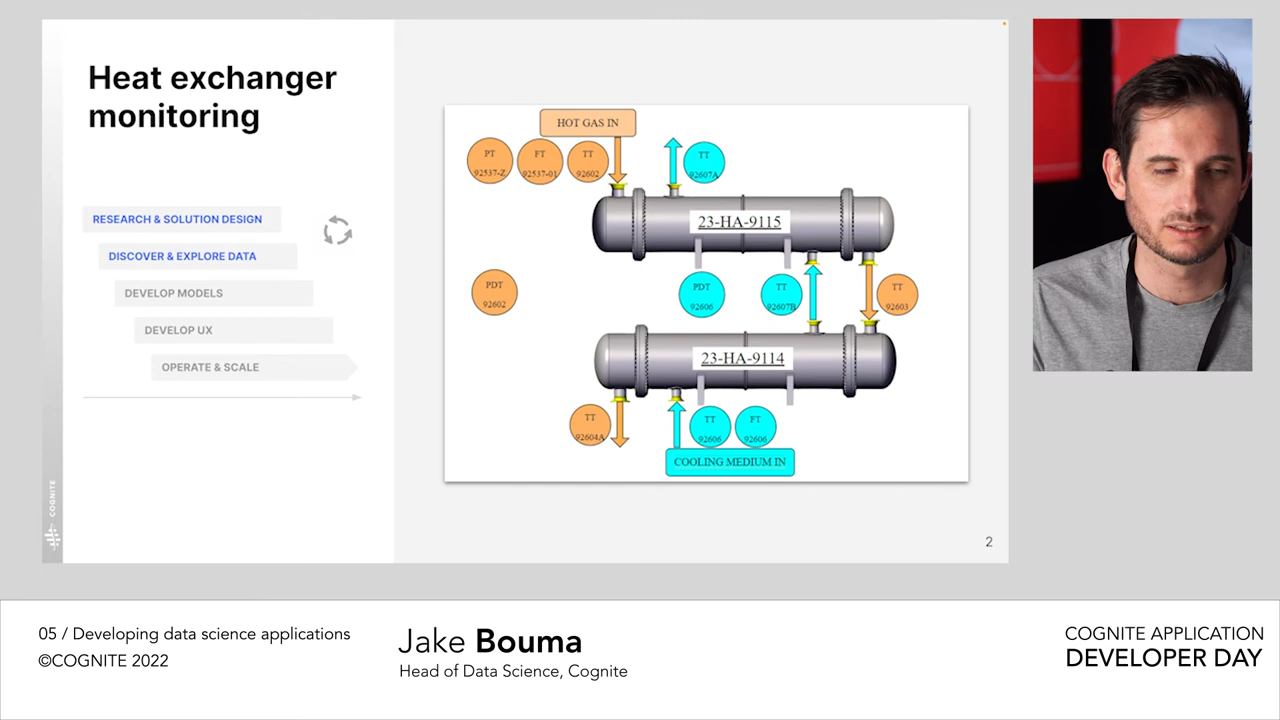 Heat exchanger
monitoring
RESEARCH & SOLUTION DESIGN
DISCOVER & EXPLORE DATA
DEVELOP MODELS
DEVELOP UX
OPERATE & SCALE
COGNITE
HOT GAS IN
PT
92537-Z
FT
92537-01
TT
92602
TT
92607A
23-HA-9115
PDT
92602
PDT
92606
TT
92607B
TT
92603
23-HA-9114
TT
92604A
TT
92606
FT
92606
COOLING MEDIUM IN
2
05 / Developing data science applications
©COGNITE 2022
Jake Bouma
Head of Data Science, Cognite
COGNITE APPLICATION
DEVELOPER DAY